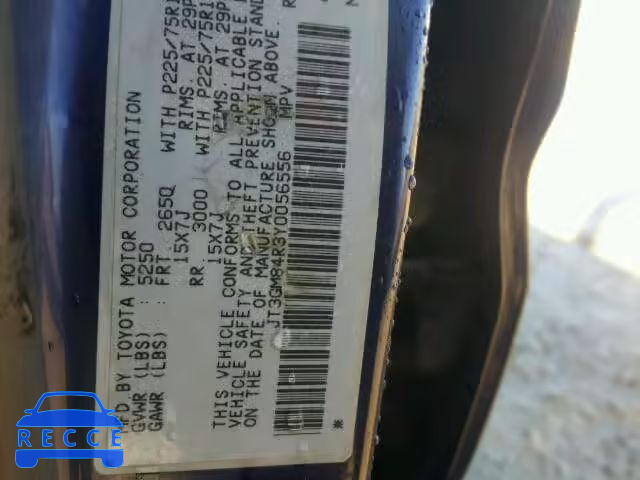 MFD.BY TOYOTA MOTOR CORPORATION
GVWR (LBS) : 5250
GAWR (LBS) : FRT. 2650 WITH P225/75R1
15X7J RIMS. AT 29P
RR. 3000 WITH P225/75R1
15X7J RIMS. AT 29P
THIS VEHICLE CONFORMS TO ALL APPLICABLE
VEHICLE SAFETY AND THEFT PREVENTION STAND
ON THE DATE OF MANUFACTURE SHOWN ABOVE.
JT3GM84R3Y0056556 MPV
RECCE